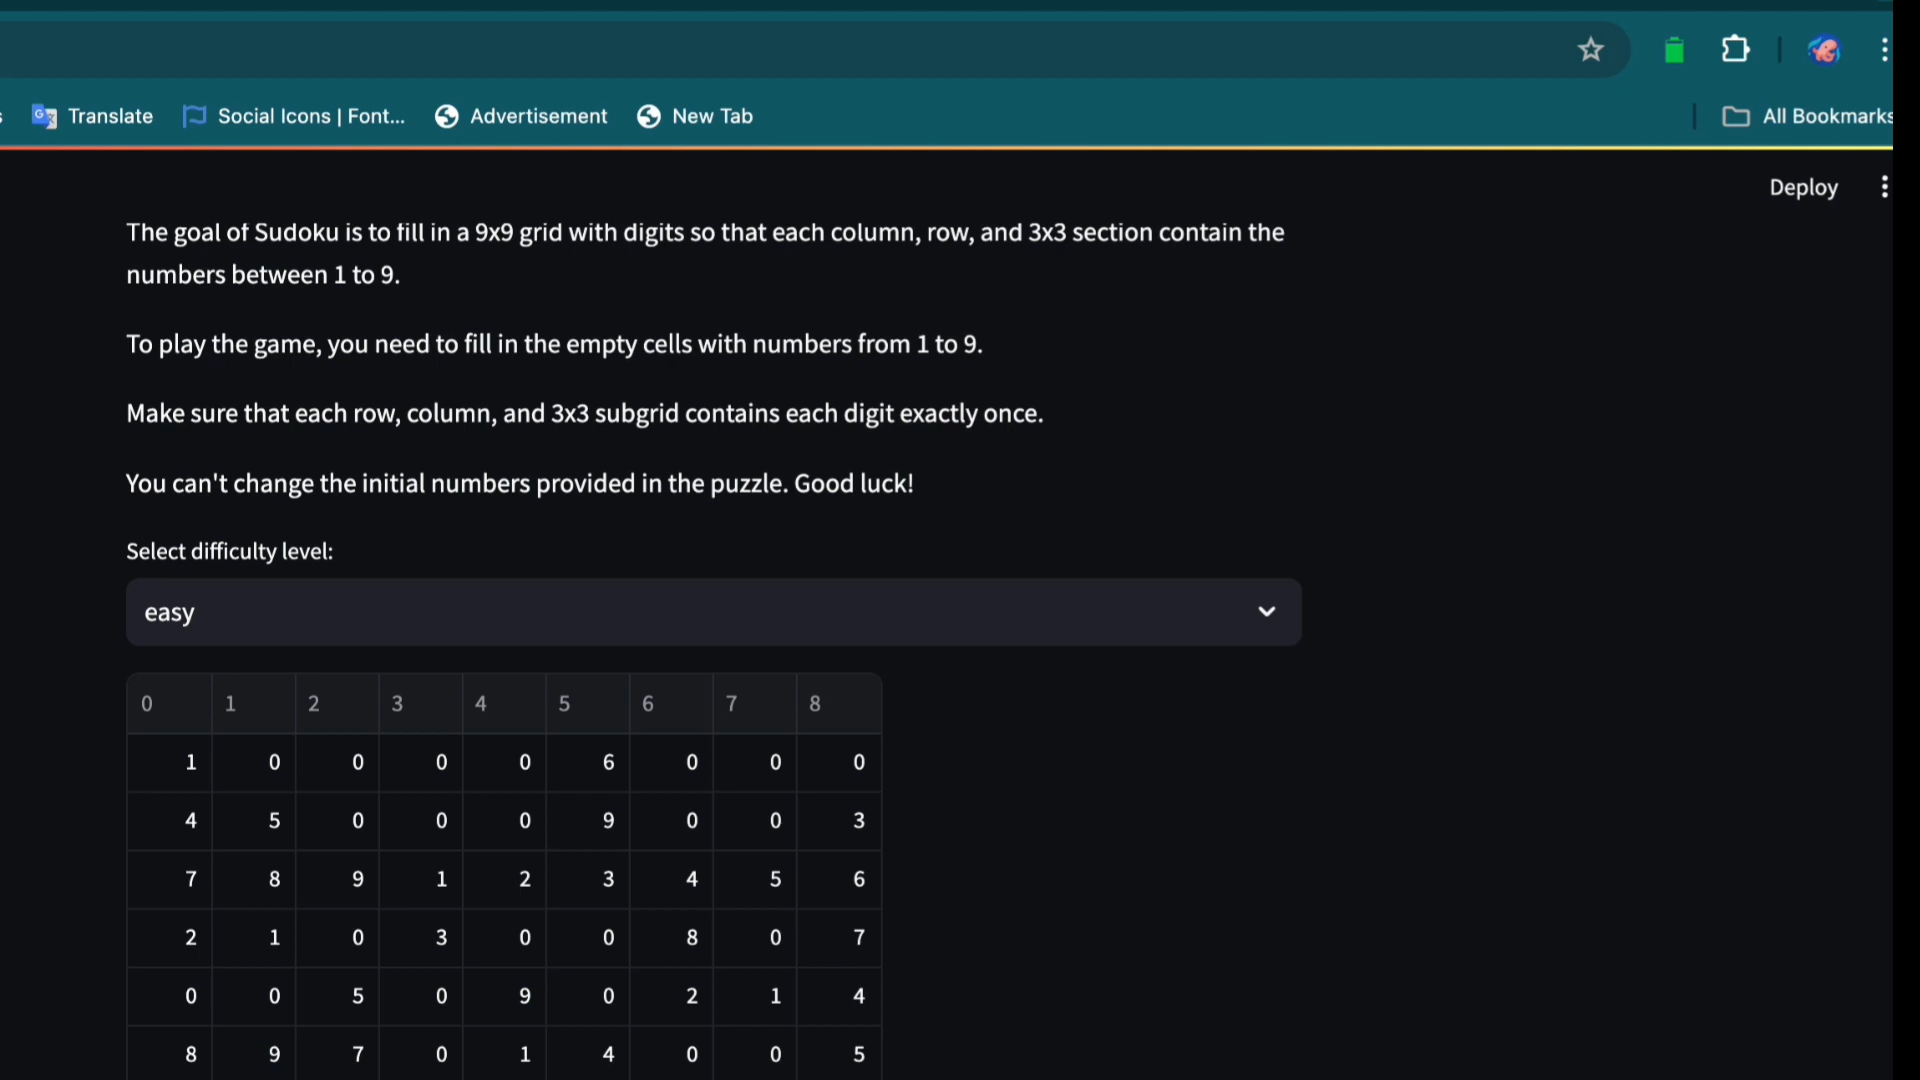 s Translate Social Icons | Font... Advertisement New Tab All Bookmarks
Deploy
The goal of Sudoku is to fill in a 9x9 grid with digits so that each column, row, and 3x3 section contain the
numbers between 1 to 9.
To play the game, you need to fill in the empty cells with numbers from 1 to 9.
Make sure that each row, column, and 3x3 subgrid contains each digit exactly once.
You can't change the initial numbers provided in the puzzle. Good luck!
Select difficulty level:
easy
0 1 2 3 4 5 6 7 8
1 0 0 0 0 6 0 0 0
4 5 0 0 0 9 0 0 3
7 8 9 1 2 3 4 5 6
2 1 0 3 0 0 8 0 7
0 0 5 0 9 0 2 1 4
8 9 7 0 1 4 0 0 5